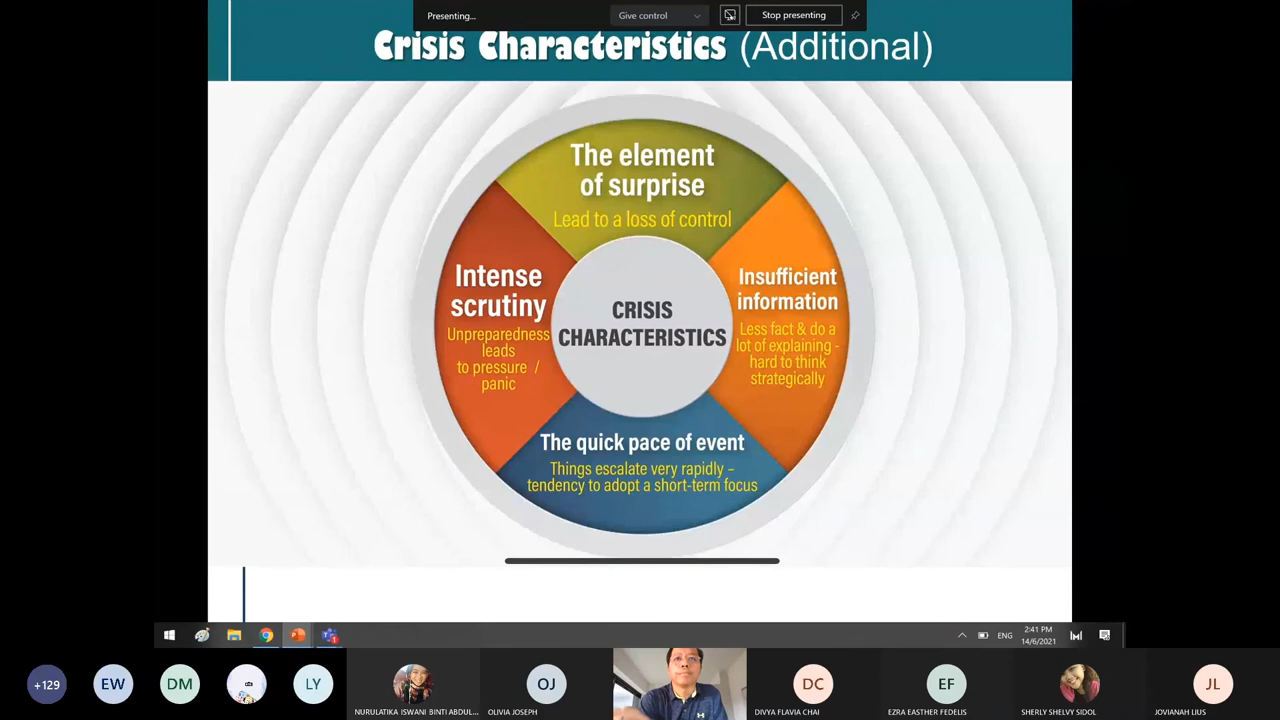 Presenting...
Give control
Stop presenting
Crisis Characteristics (Additional)
The element
of surprise
Lead to a loss of control
Intense
scrutiny
Unpreparedness
leads
to pressure /
panic
CRISIS
CHARACTERISTICS
Insufficient
information
Less fact & do a
lot of explaining -
hard to think
strategically
The quick pace of event
Things escalate very rapidly –
tendency to adopt a short-term focus
ENG
2:41 PM
14/6/2021
+129
EW
DM
LY
NURULATIKA ISWANI BINTI ABDUL...
OJ
OLIVIA JOSEPH
DC
DIVYA FLAVIA CHAI
EF
EZRA EASTHER FEDELIS
SHERLY SHELVY SIDOL
JL
JOVIANAH LIUS